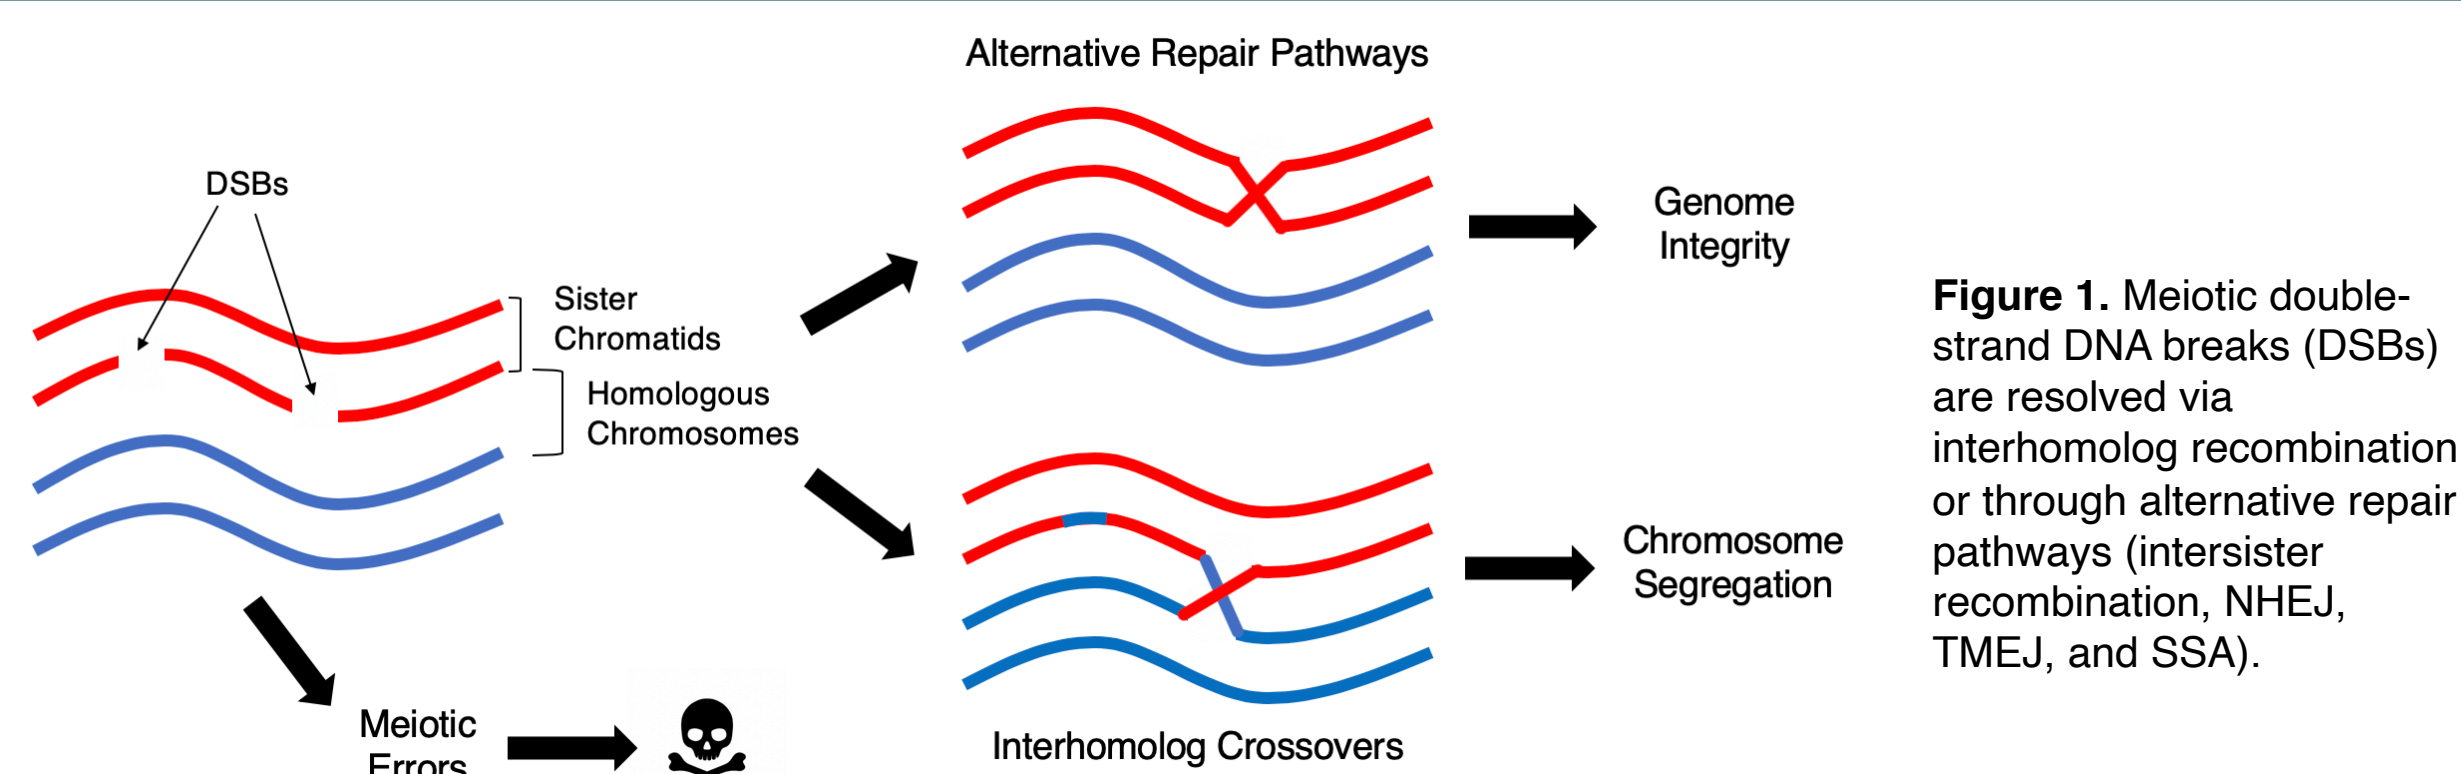 Alternative Repair Pathways
DSBs
Sister
Chromatids
Homologous
Chromosomes
Genome
Integrity
Chromosome
Segregation
Meiotic
Errors
Interhomolog Crossovers
Figure 1. Meiotic double-
strand DNA breaks (DSBs)
are resolved via
interhomolog recombination
or through alternative repair
pathways (intersister
recombination, NHEJ,
TMEJ, and SSA).